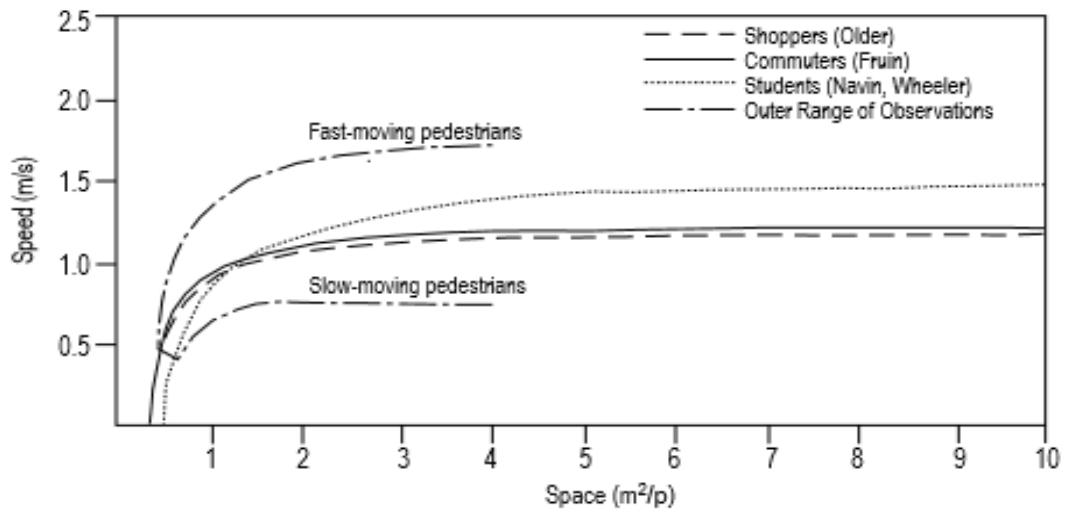 2.5
Shoppers (Older)
Commuters (Fruin)
2.0
Students (Navin, Wheeler)
Outer Range of Observations
Fast-moving pedestrians
Speed (m/s)
1.5
1.0
Slow-moving pedestrians
0.5
1 2 3 4 5 6 7 8 9 10
Space (m²/p)